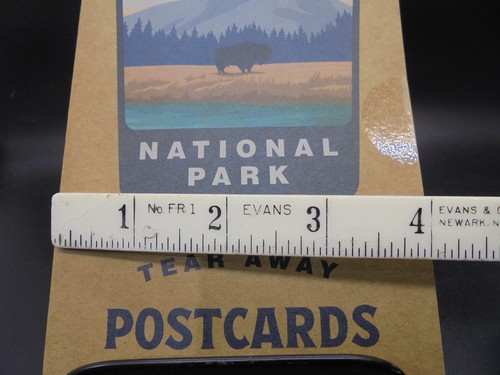 NATIONAL
PARK
1 No. FR 1 2 EVANS 3 4 EVANS &
NEWARK, N
TEAR AWAY
POSTCARDS